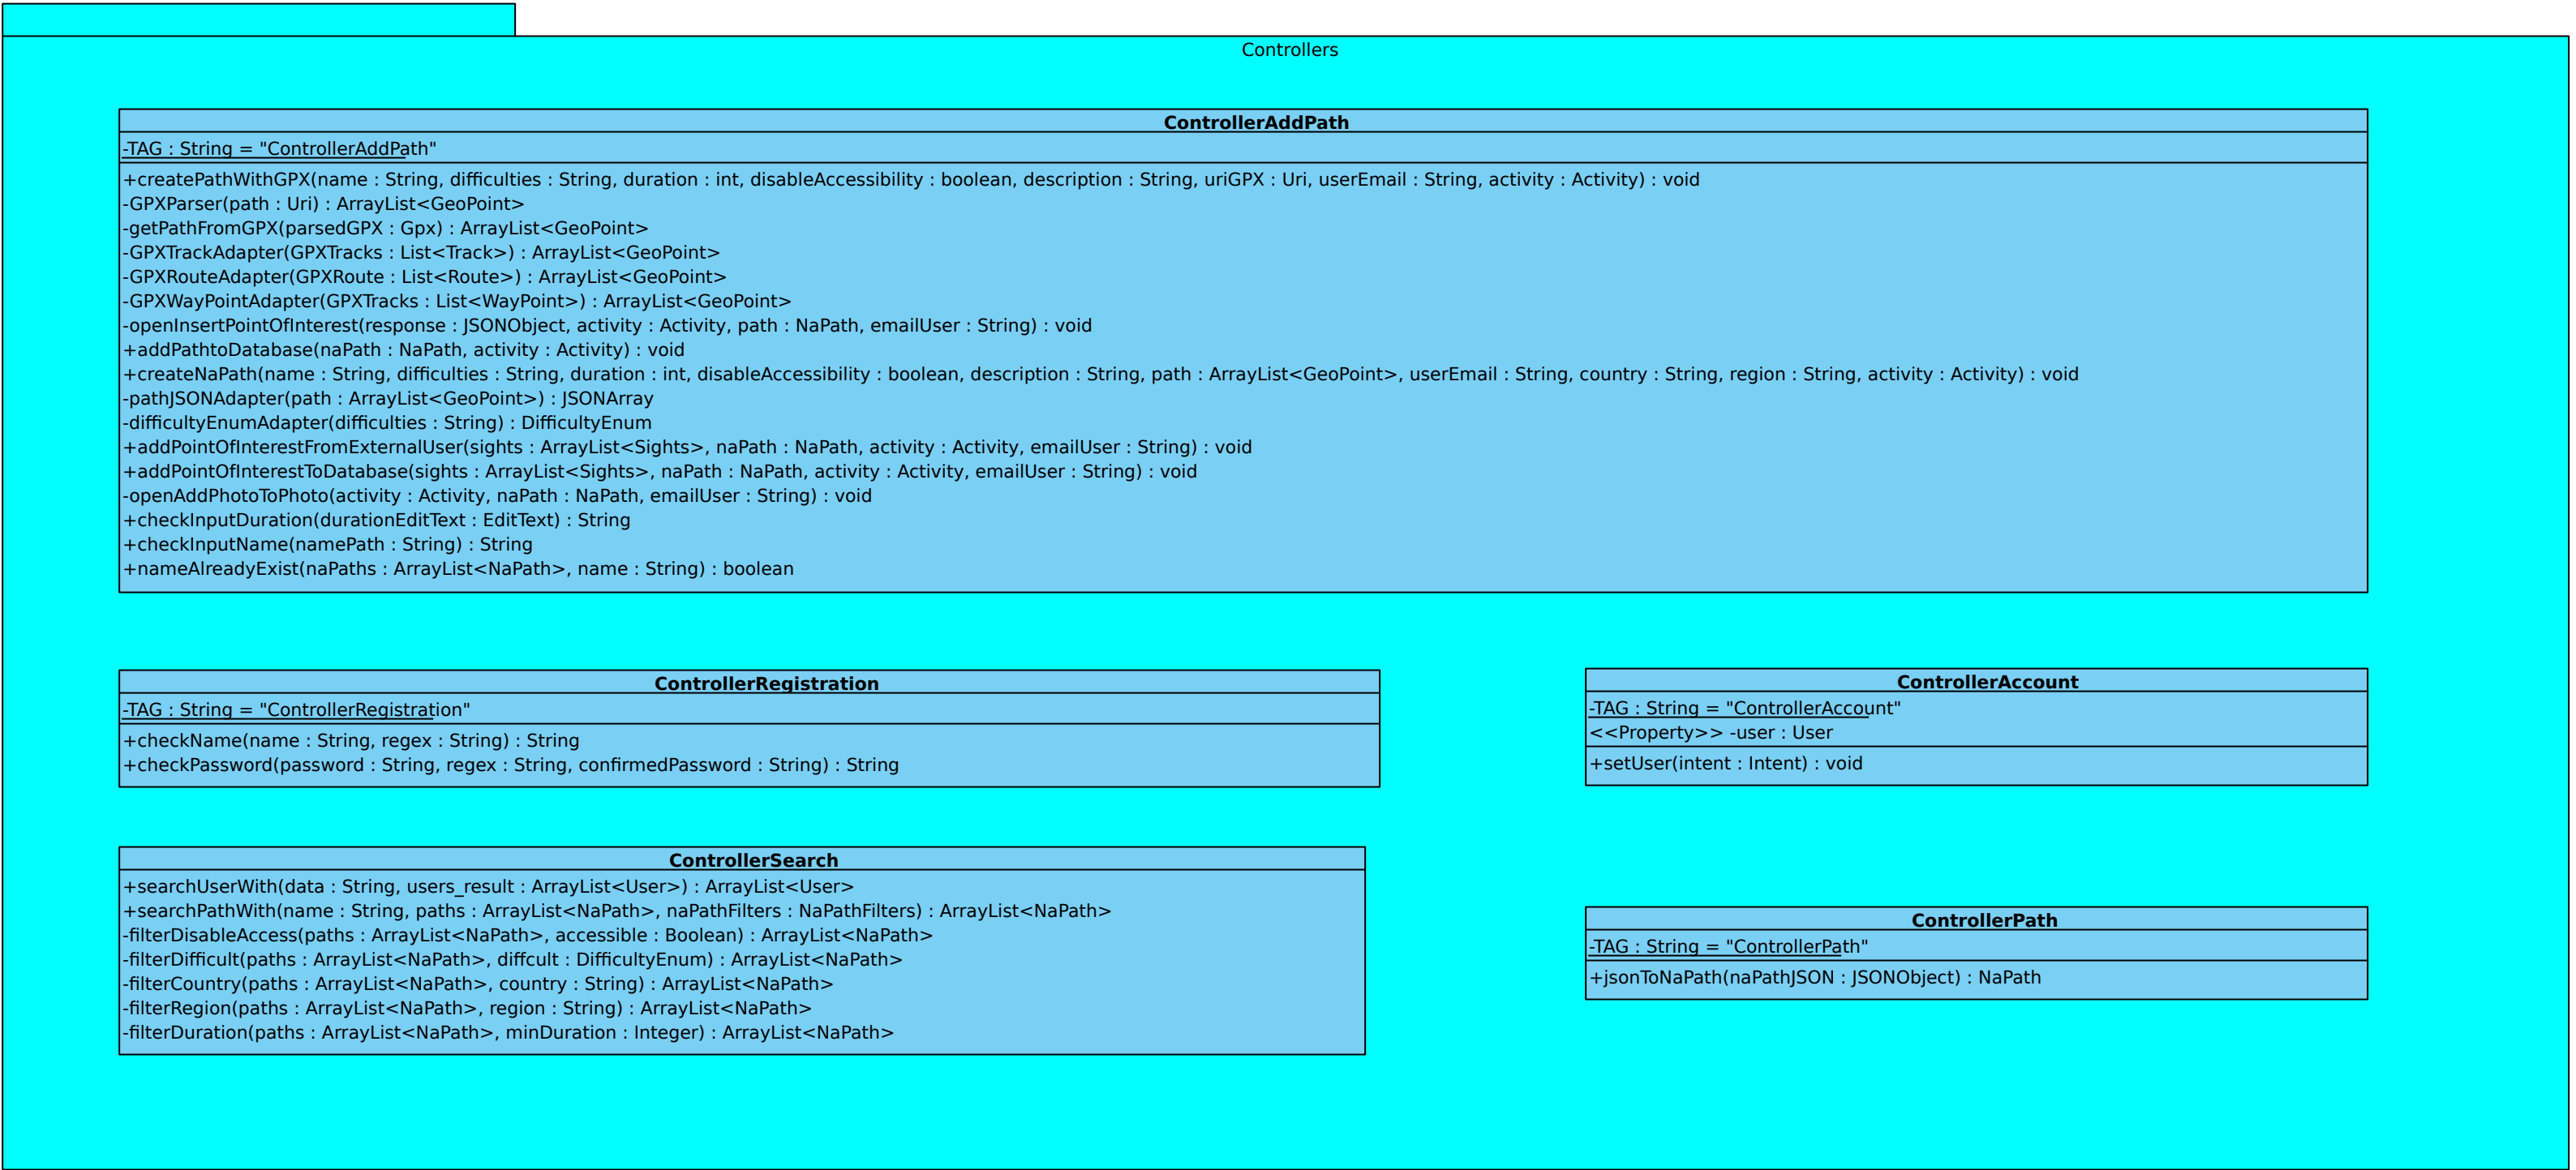 Controllers
ControllerAddPath
-TAG : String = "ControllerAddPath"
+createPathWithGPX(name : String, difficulties : String, duration : int, disableAccessibility : boolean, description : String, uriGPX : Uri, userEmail : String, activity : Activity) : void
-GPXParser(path : Uri) : ArrayList<GeoPoint>
-getPathFromGPX(parsedGPX : Gpx) : ArrayList<GeoPoint>
-GPXTrackAdapter(GPXTracks : List<Track>) : ArrayList<GeoPoint>
-GPXRouteAdapter(GPXRoute : List<Route>) : ArrayList<GeoPoint>
-GPXWayPointAdapter(GPXTracks : List<WayPoint>) : ArrayList<GeoPoint>
-openInsertPointOfInterest(response : JSONObject, activity : Activity, path : NaPath, emailUser : String) : void
+addPathtoDatabase(naPath : NaPath, activity : Activity) : void
+createNaPath(name : String, difficulties : String, duration : int, disableAccessibility : boolean, description : String, path : ArrayList<GeoPoint>, userEmail : String, country : String, region : String, activity : Activity) : void
-pathJSONAdapter(path : ArrayList<GeoPoint>) : JSONArray
-difficultyEnumAdapter(difficulties : String) : DifficultyEnum
+addPointOfInterestFromExternalUser(sights : ArrayList<Sights>, naPath : NaPath, activity : Activity, emailUser : String) : void
+addPointOfInterestToDatabase(sights : ArrayList<Sights>, naPath : NaPath, activity : Activity, emailUser : String) : void
-openAddPhotoToPhoto(activity : Activity, naPath : NaPath, emailUser : String) : void
+checkInputDuration(durationEditText : EditText) : String
+checkInputName(namePath : String) : String
+nameAlreadyExist(naPaths : ArrayList<NaPath>, name : String) : boolean
ControllerRegistration
-TAG : String = "ControllerRegistration"
+checkName(name : String, regex : String) : String
+checkPassword(password : String, regex : String, confirmedPassword : String) : String
ControllerAccount
-TAG : String = "ControllerAccount"
<<Property>> -user : User
+setUser(intent : Intent) : void
ControllerSearch
+searchUserWith(data : String, users_result : ArrayList<User>) : ArrayList<User>
+searchPathWith(name : String, paths : ArrayList<NaPath>, naPathFilters : NaPathFilters) : ArrayList<NaPath>
-filterDisableAccess(paths : ArrayList<NaPath>, accessible : Boolean) : ArrayList<NaPath>
-filterDifficult(paths : ArrayList<NaPath>, diffcult : DifficultyEnum) : ArrayList<NaPath>
-filterCountry(paths : ArrayList<NaPath>, country : String) : ArrayList<NaPath>
-filterRegion(paths : ArrayList<NaPath>, region : String) : ArrayList<NaPath>
-filterDuration(paths : ArrayList<NaPath>, minDuration : Integer) : ArrayList<NaPath>
ControllerPath
-TAG : String = "ControllerPath"
+jsonToNaPath(naPathJSON : JSONObject) : NaPath